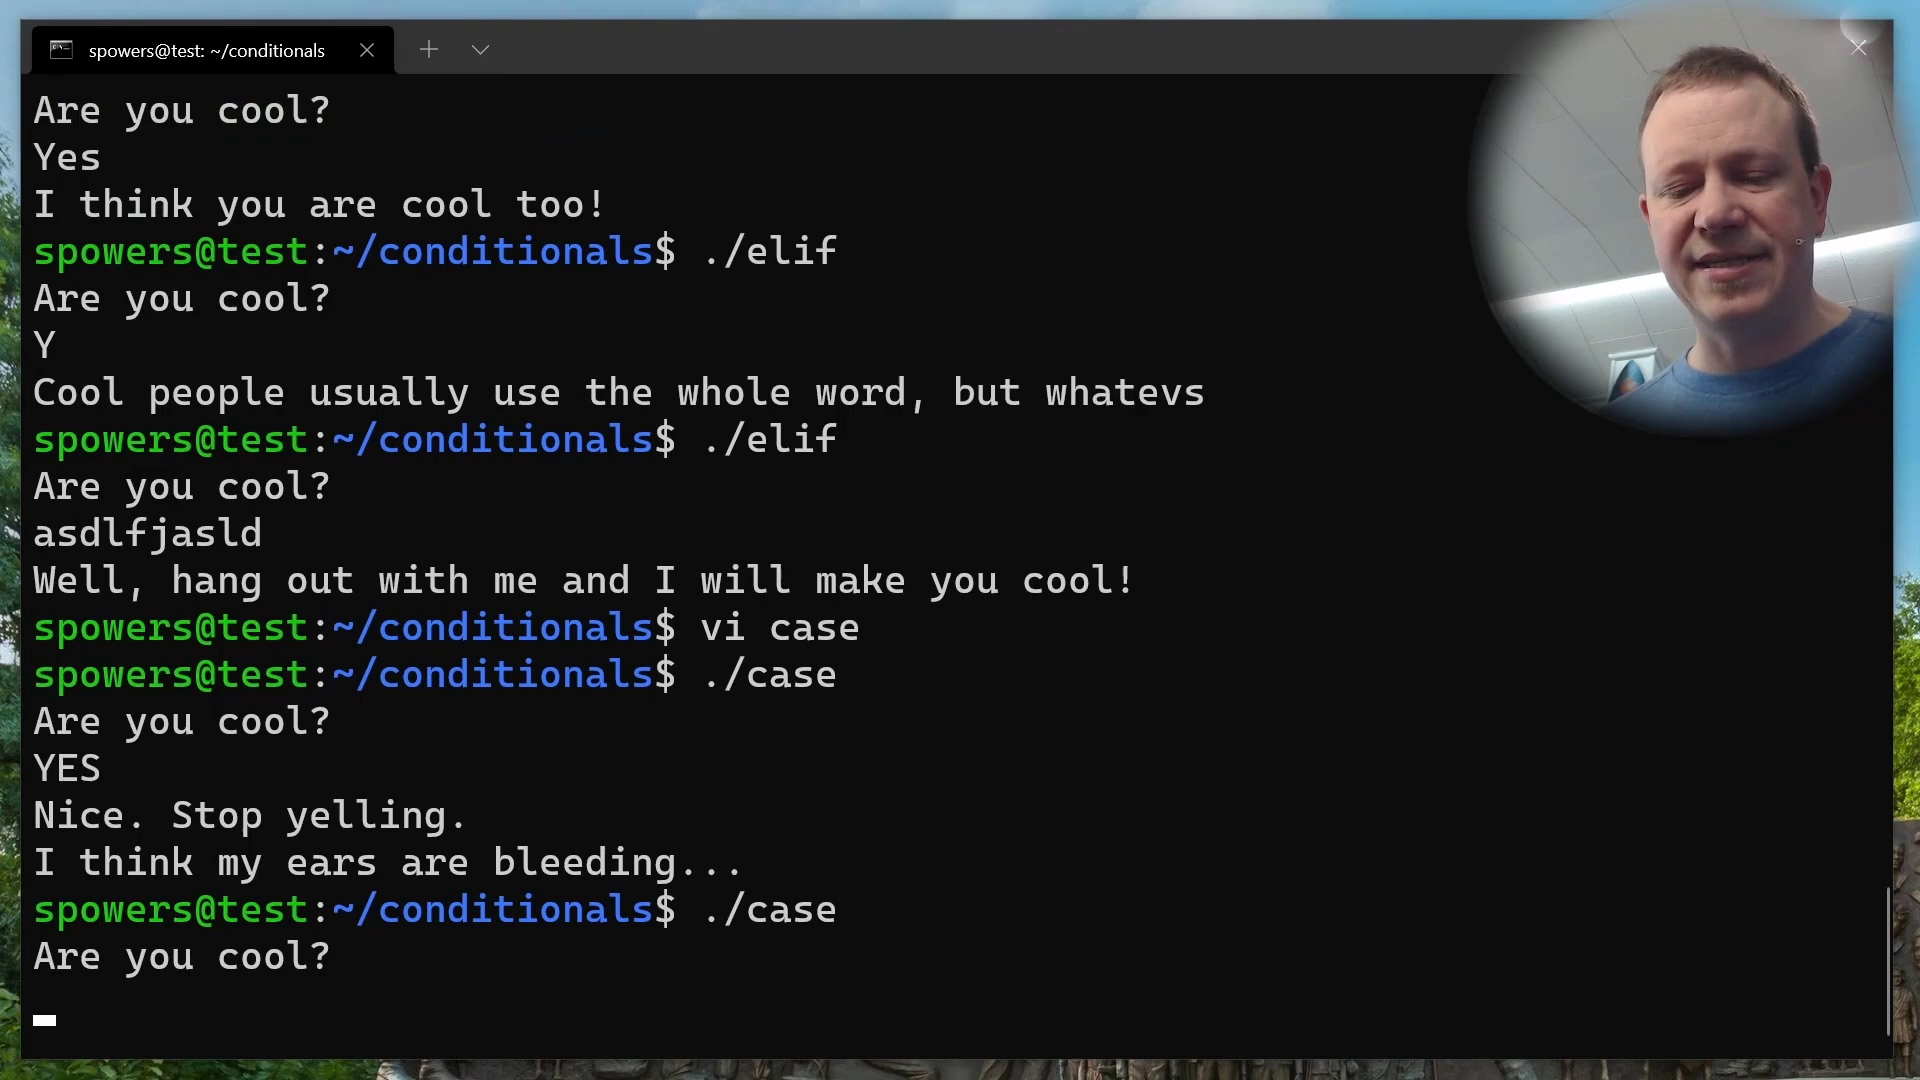 spowers@test: ~/conditionals
Are you cool?
Yes
I think you are cool too!
spowers@test:~/conditionals$ ./elif
Are you cool?
Y
Cool people usually use the whole word, but whatevs
spowers@test:~/conditionals$ ./elif
Are you cool?
asdlfjasld
Well, hang out with me and I will make you cool!
spowers@test:~/conditionals$ vi case
spowers@test:~/conditionals$ ./case
Are you cool?
YES
Nice. Stop yelling.
I think my ears are bleeding...
spowers@test:~/conditionals$ ./case
Are you cool?